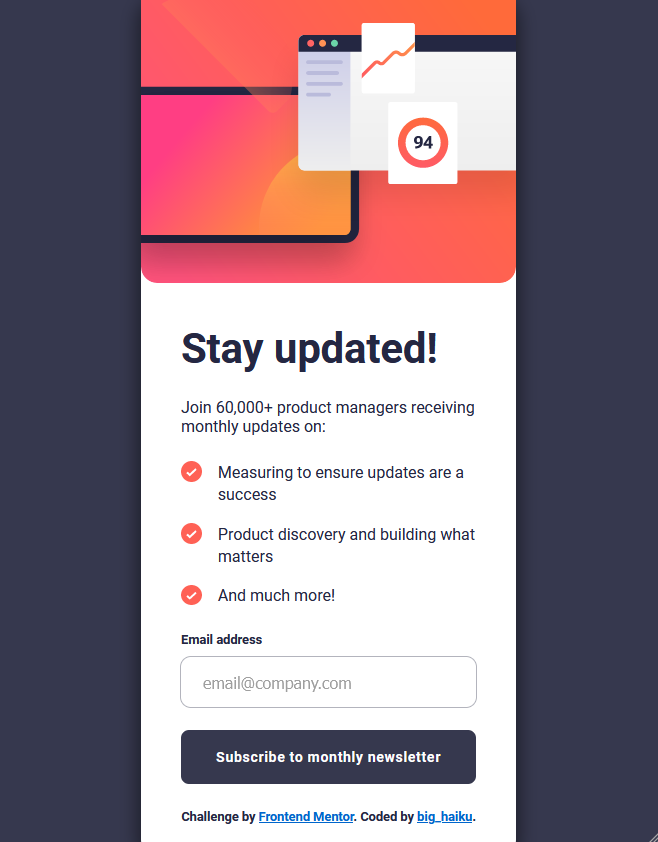 94
Stay updated!
Join 60,000+ product managers receiving
monthly updates on:
Measuring to ensure updates are a
success
Product discovery and building what
matters
And much more!
Email address
email@company.com
Subscribe to monthly newsletter
Challenge by Frontend Mentor. Coded by big_haiku.